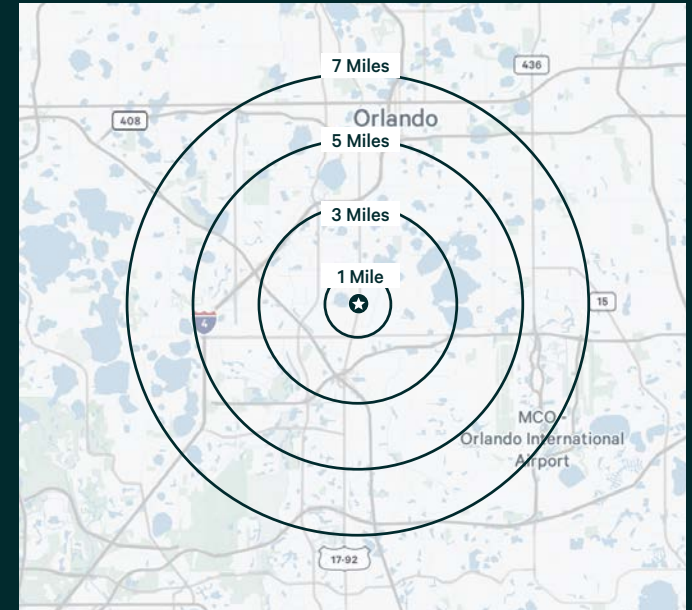 7 Miles
436
408
Orlando
5 Miles
3 Miles
1 Mile
15
4
MCO -
Orlando International
Airport
17-92